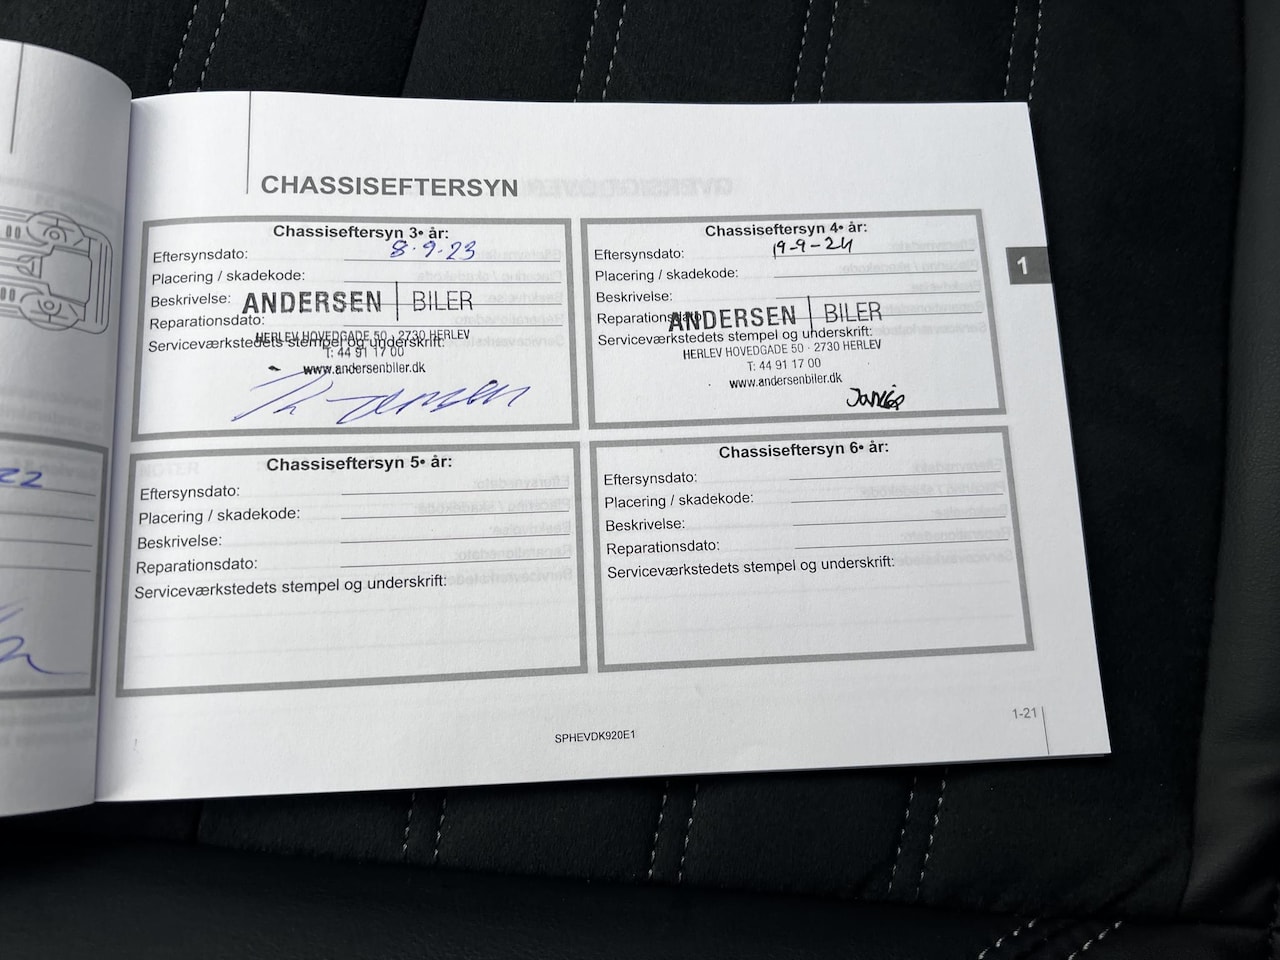 CHASSISEFTERSYN
Chassiseftersyn 3• år:
Eftersynsdato: 8.9.23
Placering / skadekode:
Beskrivelse:
Reparationsdato:
Serviceværkstedets stempel og underskrift:
ANDERSEN | BILER
HERLEV HOVEDGADE 50 · 2730 HERLEV
T: 44 91 17 00
www.andersenbiler.dk
Chassiseftersyn 4• år:
Eftersynsdato: 19-9-24
Placering / skadekode:
Beskrivelse:
Reparationsdato:
Serviceværkstedets stempel og underskrift:
ANDERSEN | BILER
HERLEV HOVEDGADE 50 · 2730 HERLEV
T: 44 91 17 00
www.andersenbiler.dk
Chassiseftersyn 5• år:
Eftersynsdato:
Placering / skadekode:
Beskrivelse:
Reparationsdato:
Serviceværkstedets stempel og underskrift:
Chassiseftersyn 6• år:
Eftersynsdato:
Placering / skadekode:
Beskrivelse:
Reparationsdato:
Serviceværkstedets stempel og underskrift:
1
22
SPHEVDK920E1
1-21